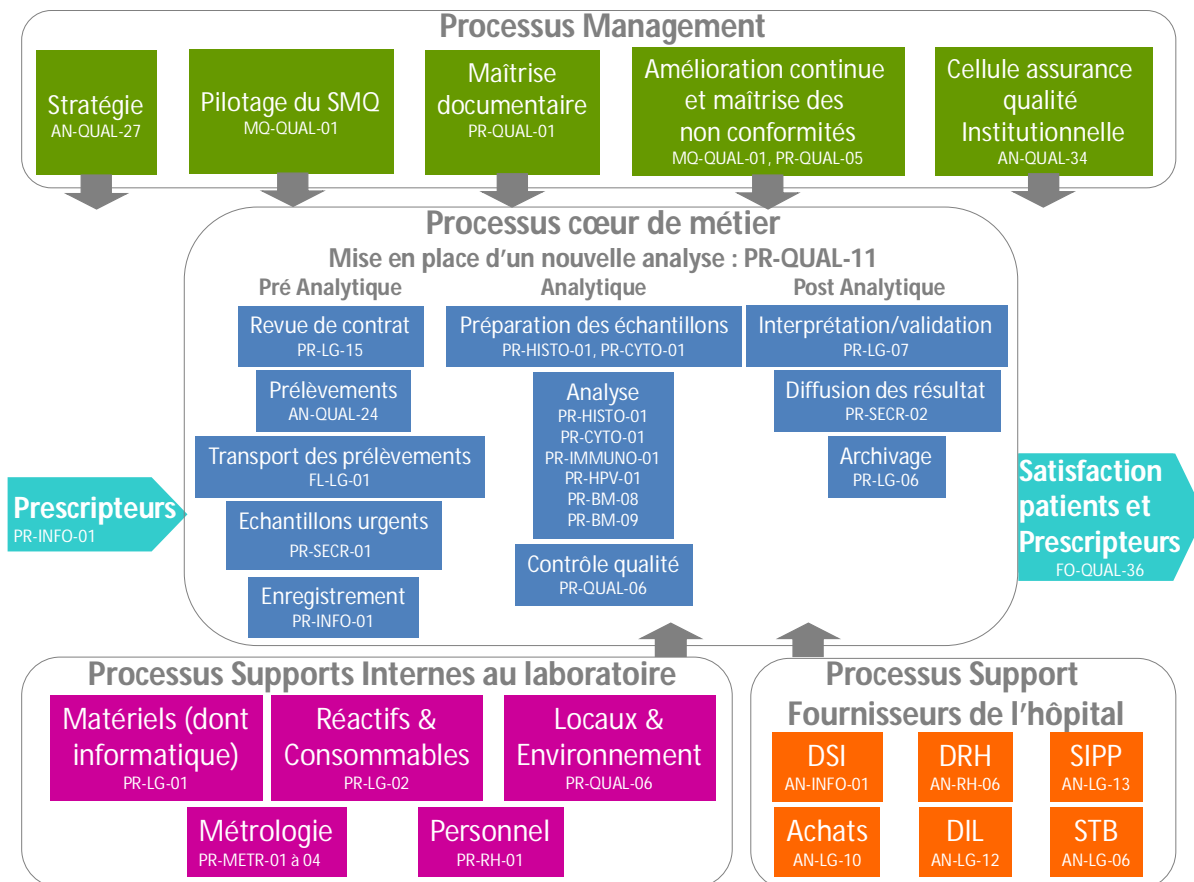 Processus Management
Stratégie
AN-QUAL-27
Pilotage du SMQ
MQ-QUAL-01
Maîtrise
documentaire
PR-QUAL-01
Amélioration continue
et maîtrise des
non conformités
MQ-QUAL-01, PR-QUAL-05
Cellule assurance
qualité
Institutionnelle
AN-QUAL-34
Processus cœur de métier
Mise en place d'un nouvelle analyse : PR-QUAL-11
Pré Analytique
Revue de contrat
PR-LG-15
Prélèvements
AN-QUAL-24
Transport des prélèvements
FL-LG-01
Echantillons urgents
PR-SECR-01
Enregistrement
PR-INFO-01
Analytique
Préparation des échantillons
PR-HISTO-01, PR-CYTO-01
Analyse
PR-HISTO-01
PR-CYTO-01
PR-IMMUNO-01
PR-HPV-01
PR-BM-08
PR-BM-09
Contrôle qualité
PR-QUAL-06
Post Analytique
Interprétation/validation
PR-LG-07
Diffusion des résultat
PR-SECR-02
Archivage
PR-LG-06
Prescripteurs
PR-INFO-01
Satisfaction
patients et
Prescripteurs
FO-QUAL-36
Processus Supports Internes au laboratoire
Matériels (dont
informatique)
PR-LG-01
Réactifs &
Consommables
PR-LG-02
Locaux &
Environnement
PR-QUAL-06
Métrologie
PR-METR-01 à 04
Personnel
PR-RH-01
Processus Support
Fournisseurs de l'hôpital
DSI
AN-INFO-01
DRH
AN-RH-06
SIPP
AN-LG-13
Achats
AN-LG-10
DIL
AN-LG-12
STB
AN-LG-06